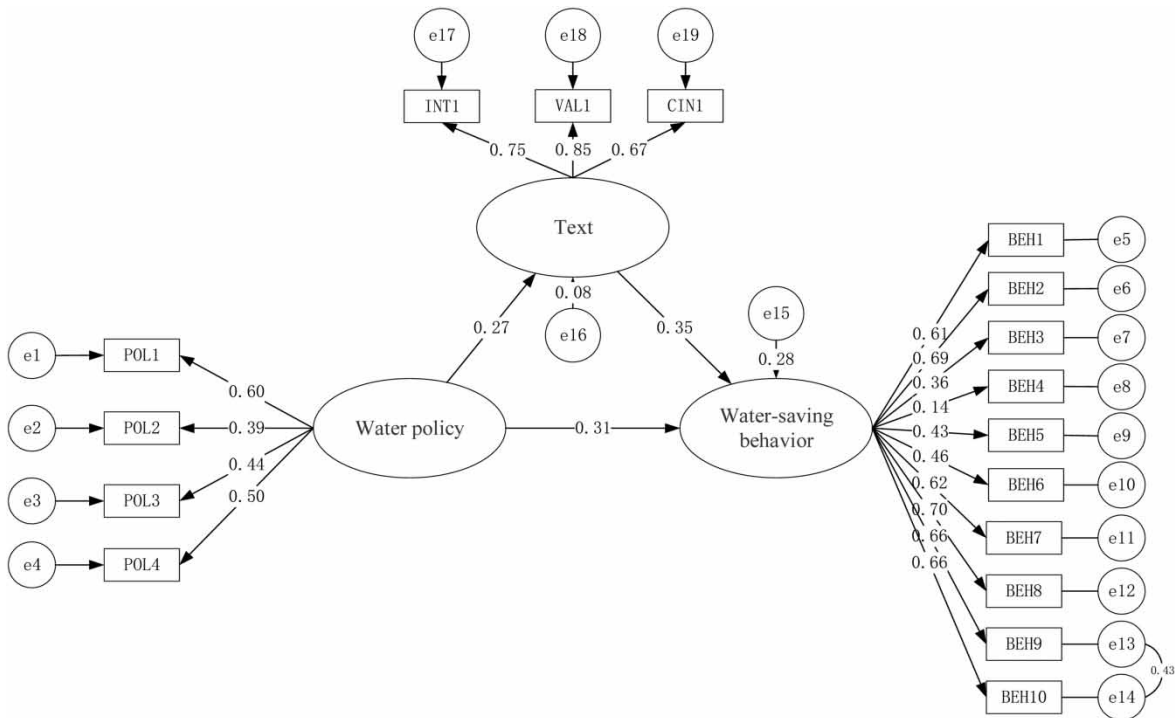 e17
e18
e19
INT1
VAL1
CIN1
0.75
0.85
0.67
Text
0.08
e16
0.27
0.35
e15
0.28
e1
POL1
e2
POL2
e3
POL3
e4
POL4
0.60
0.39
0.44
0.50
Water policy
0.31
Water-saving
behavior
0.61
0.69
0.36
0.14
0.43
0.46
0.62
0.70
0.66
0.66
BEH1
e5
BEH2
e6
BEH3
e7
BEH4
e8
BEH5
e9
BEH6
e10
BEH7
e11
BEH8
e12
BEH9
e13
BEH10
e14
0.43